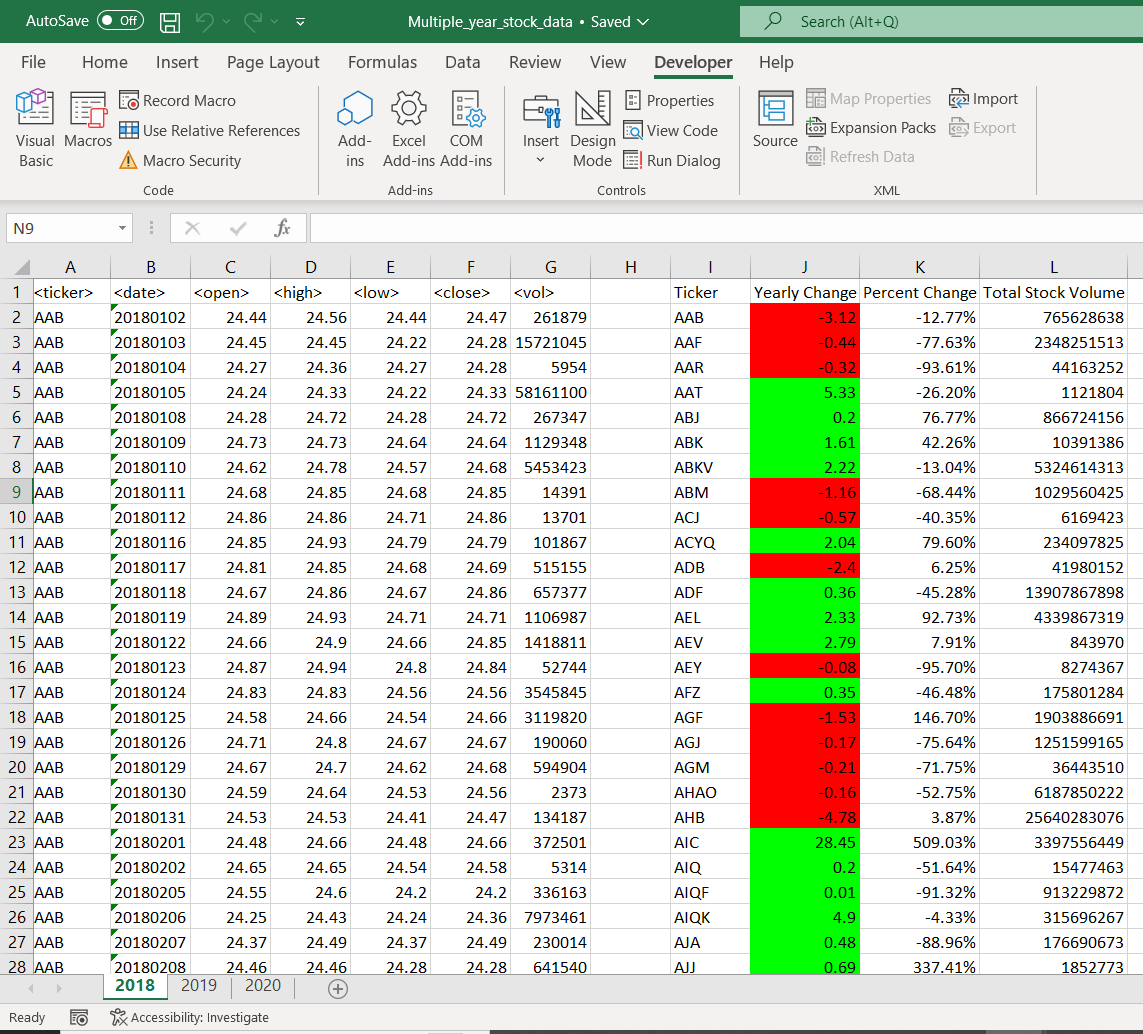 AutoSave Off Multiple_year_stock_data • Saved Search (Alt+Q)
File Home Insert Page Layout Formulas Data Review View Developer Help
Visual Basic
Macros
Record Macro
Use Relative References
Macro Security
Code
Add-ins
Excel Add-ins
COM Add-ins
Add-ins
Insert
Design Mode
Properties
View Code
Run Dialog
Controls
Source
Map Properties
Expansion Packs
Refresh Data
Import
Export
XML
N9 fx
A B C D E F G H I J K L
1 <ticker> <date> <open> <high> <low> <close> <vol> Ticker Yearly Change Percent Change Total Stock Volume
2 AAB 20180102 24.44 24.56 24.44 24.47 261879 AAB -3.12 -12.77% 765628638
3 AAB 20180103 24.45 24.45 24.22 24.28 15721045 AAF -0.44 -77.63% 2348251513
4 AAB 20180104 24.27 24.36 24.27 24.28 5954 AAR -0.32 -93.61% 44163252
5 AAB 20180105 24.24 24.33 24.22 24.33 58161100 AAT 5.33 -26.20% 1121804
6 AAB 20180108 24.28 24.72 24.28 24.72 267347 ABJ 0.2 76.77% 866724156
7 AAB 20180109 24.73 24.73 24.64 24.64 1129348 ABK 1.61 42.26% 10391386
8 AAB 20180110 24.62 24.78 24.57 24.68 5453423 ABKV 2.22 -13.04% 5324614313
9 AAB 20180111 24.68 24.85 24.68 24.85 14391 ABM -1.16 -68.44% 1029560425
10 AAB 20180112 24.86 24.86 24.71 24.86 13701 ACJ -0.57 -40.35% 6169423
11 AAB 20180116 24.85 24.93 24.79 24.79 101867 ACYQ 2.04 79.60% 234097825
12 AAB 20180117 24.81 24.85 24.68 24.69 515155 ADB -2.4 6.25% 41980152
13 AAB 20180118 24.67 24.86 24.67 24.86 657377 ADF 0.36 -45.28% 13907867898
14 AAB 20180119 24.89 24.93 24.71 24.71 1106987 AEL 2.33 92.73% 4339867319
15 AAB 20180122 24.66 24.9 24.66 24.85 1418811 AEV 2.79 7.91% 843970
16 AAB 20180123 24.87 24.94 24.8 24.84 52744 AEY -0.08 -95.70% 8274367
17 AAB 20180124 24.83 24.83 24.56 24.56 3545845 AFZ 0.35 -46.48% 175801284
18 AAB 20180125 24.58 24.66 24.54 24.66 3119820 AGF -1.53 146.70% 1903886691
19 AAB 20180126 24.71 24.8 24.67 24.67 190060 AGJ -0.17 -75.64% 1251599165
20 AAB 20180129 24.67 24.7 24.62 24.68 594904 AGM -0.21 -71.75% 36443510
21 AAB 20180130 24.59 24.64 24.53 24.56 2373 AHAO -0.16 -52.75% 6187850222
22 AAB 20180131 24.53 24.53 24.41 24.47 134187 AHB -4.78 3.87% 25640283076
23 AAB 20180201 24.48 24.66 24.48 24.66 372501 AIC 28.45 509.03% 3397556449
24 AAB 20180202 24.65 24.65 24.54 24.58 5314 AIQ 0.2 -51.64% 15477463
25 AAB 20180205 24.55 24.6 24.2 24.2 336163 AIQF 0.01 -91.32% 913229872
26 AAB 20180206 24.25 24.43 24.24 24.36 7973461 AIQK 4.9 -4.33% 315696267
27 AAB 20180207 24.37 24.49 24.37 24.49 230014 AJA 0.48 -88.96% 176690673
28 AAB 20180208 24.46 24.46 24.28 24.28 641540 AJJ 0.69 337.41% 1852773
2018 2019 2020
Ready Accessibility: Investigate